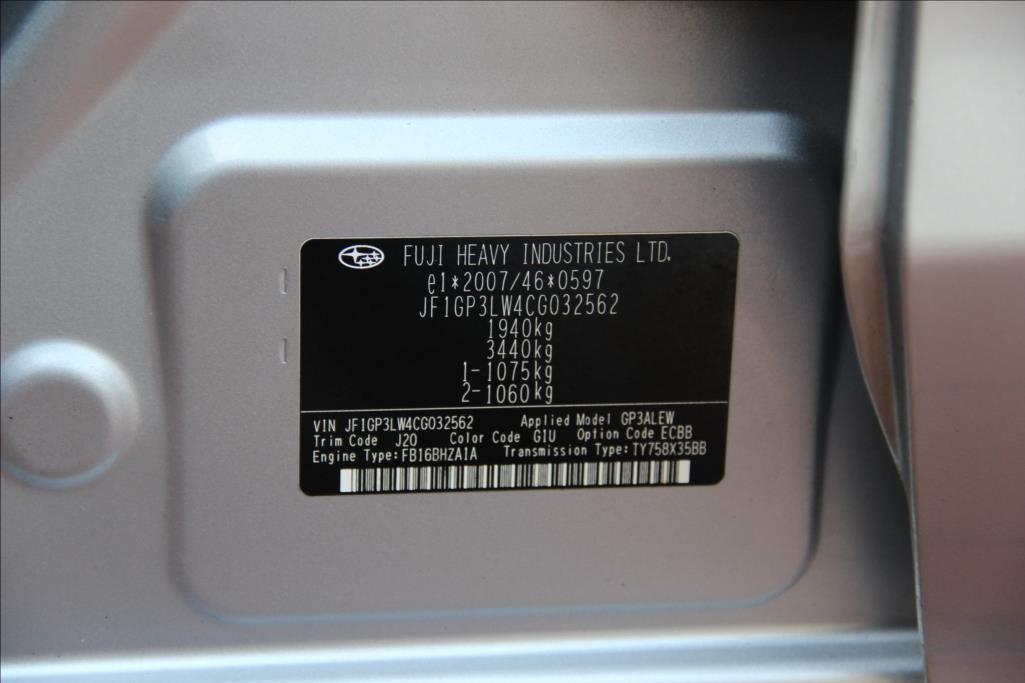 FUJI HEAVY INDUSTRIES LTD.
e1*2007/46*0597
JF1GP3LW4CG032562
1940kg
3440kg
1-1075kg
2-1060kg
VIN JF1GP3LW4CG032562 Applied Model GP3ALEW
Trim Code J20 Color Code G1U Option Code ECBB
Engine Type:FB16BHZA1A Transmission Type:TY758X35BB